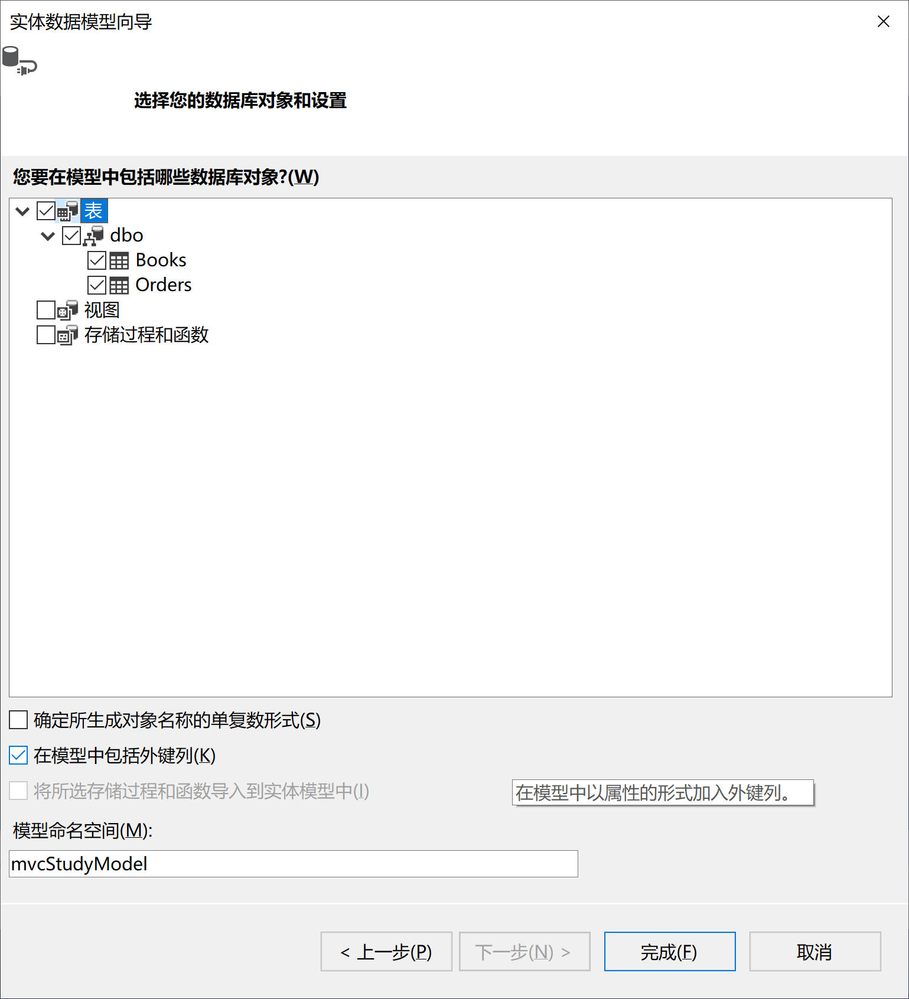 实体数据模型向导
选择您的数据库对象和设置
您要在模型中包括哪些数据库对象?(W)
表
dbo
Books
Orders
视图
存储过程和函数
确定所生成对象名称的单复数形式(S)
在模型中包括外键列(K)
将所选存储过程和函数导入到实体模型中(I)
在模型中以属性的形式加入外键列。
模型命名空间(M):
mvcStudyModel
< 上一步(P)
下一步(N) >
完成(F)
取消